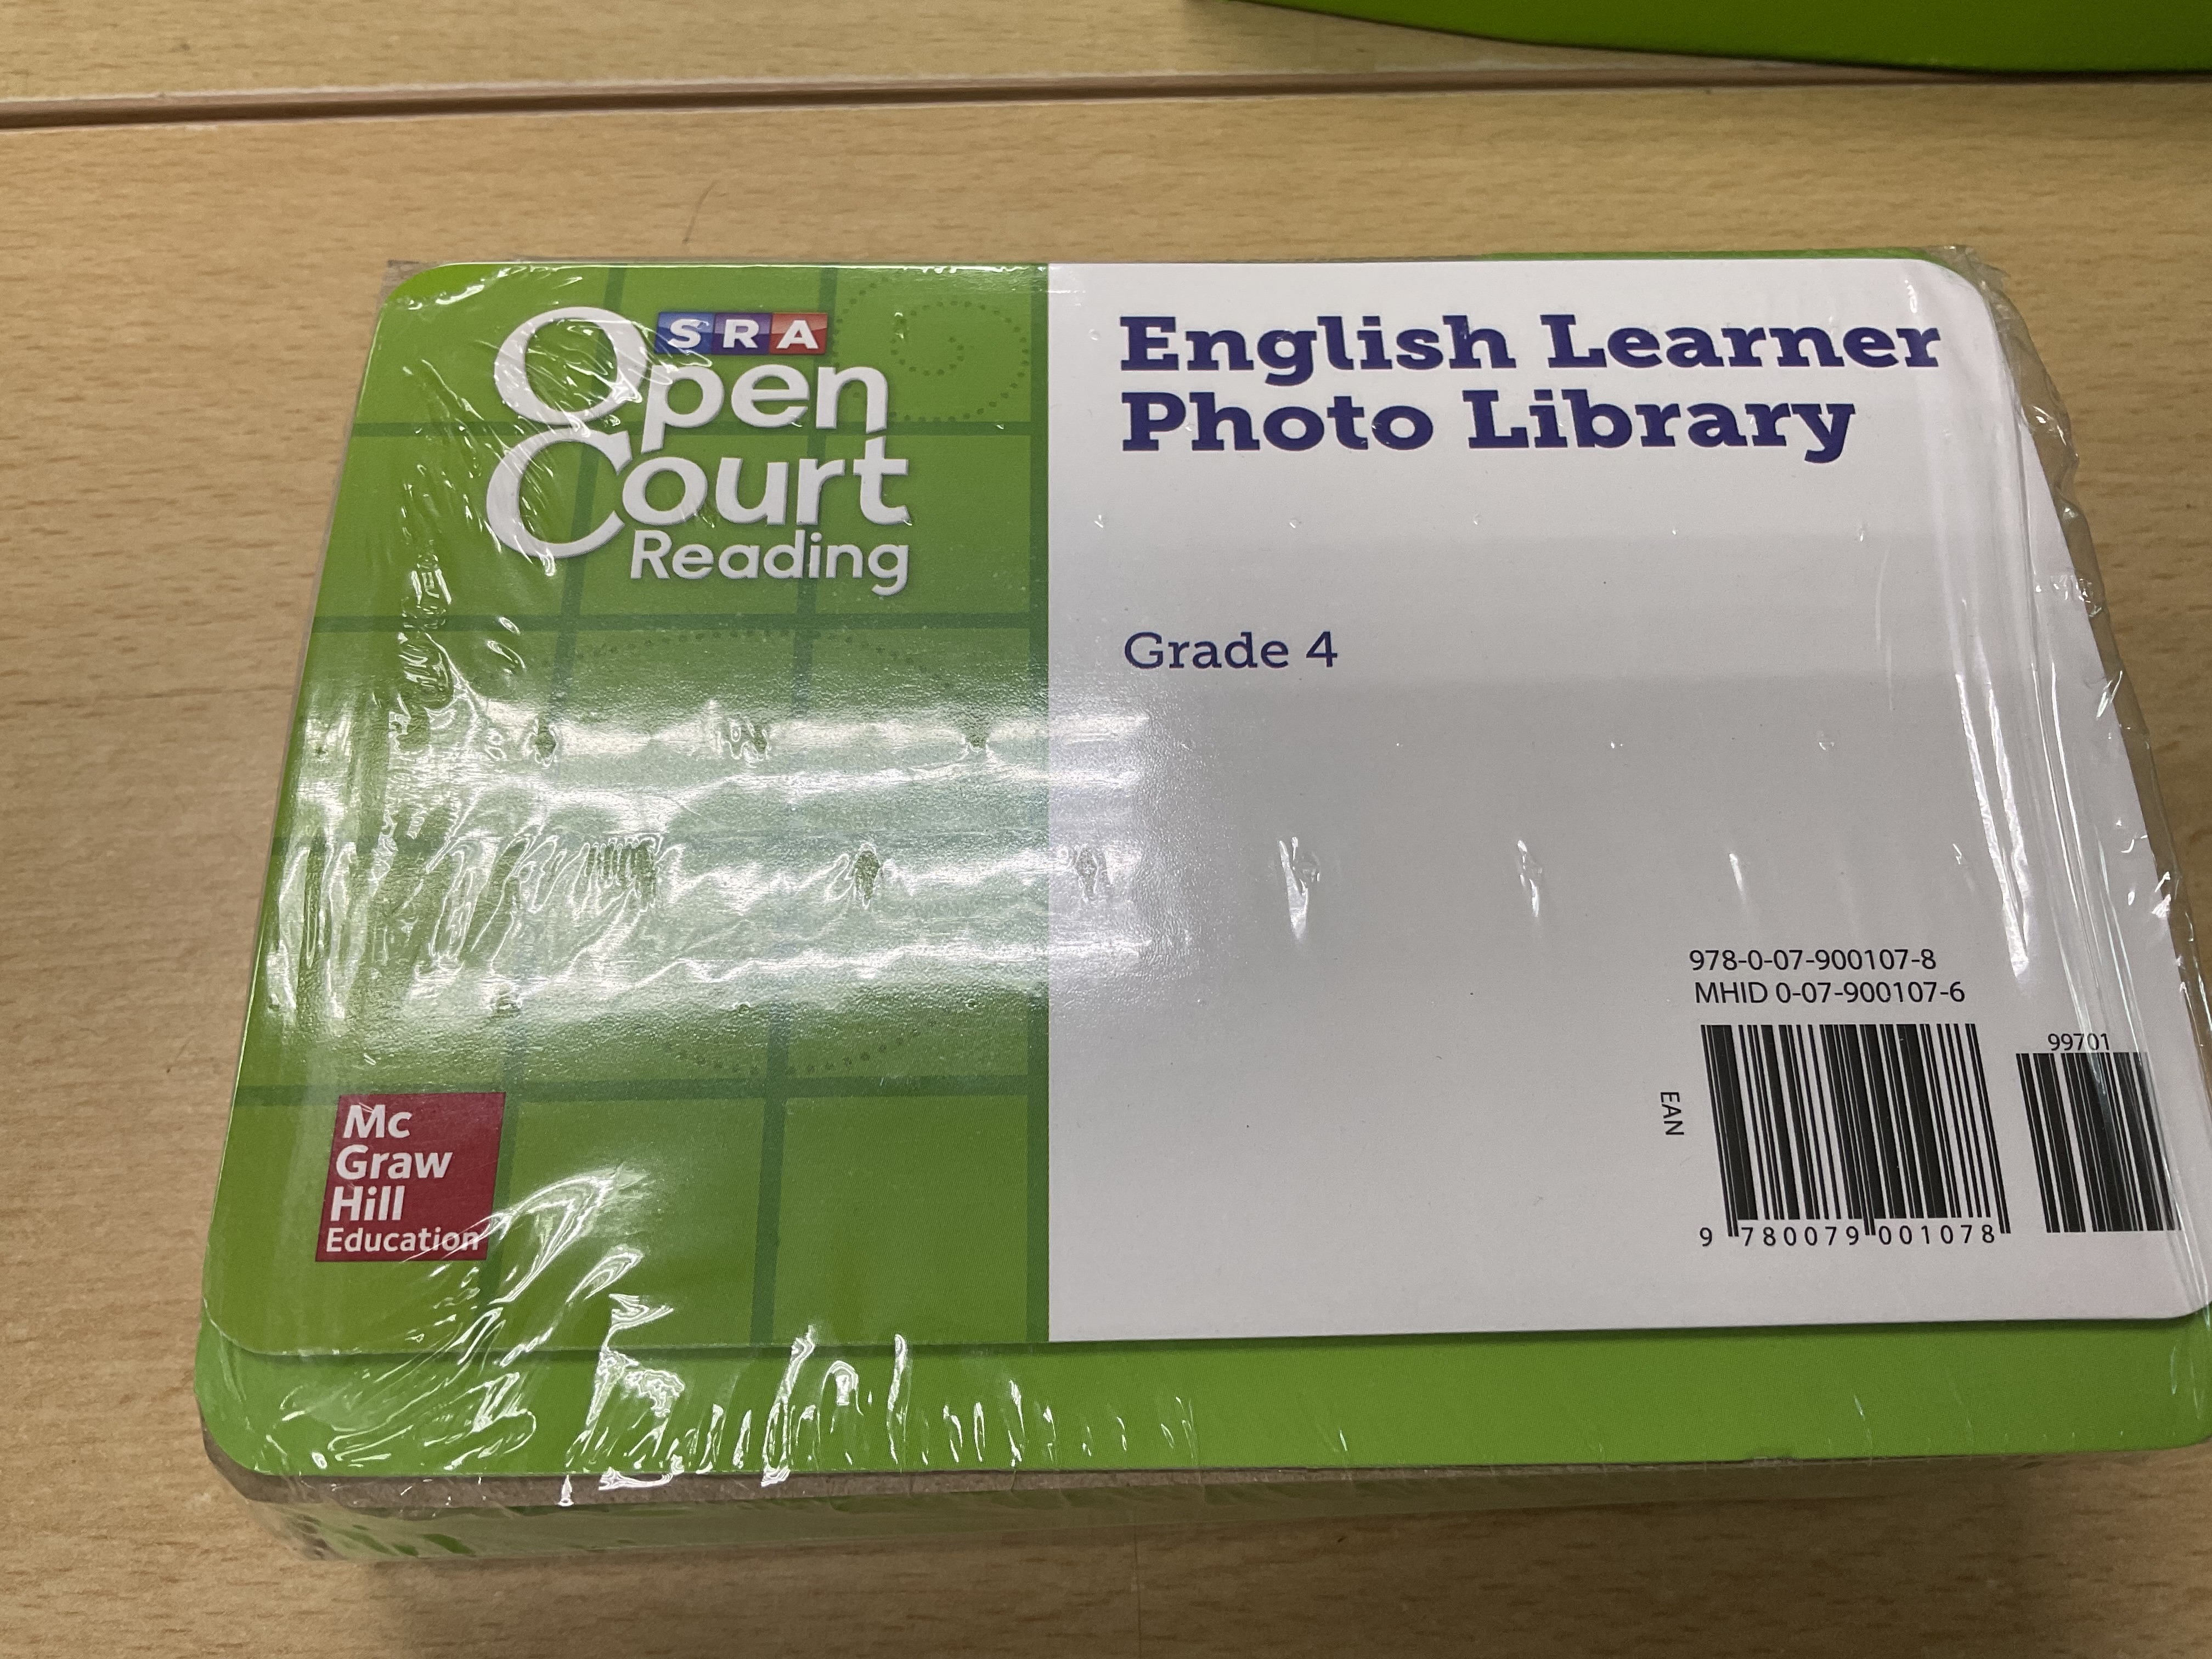 SRA
Open
Court
Reading
English Learner
Photo Library
Grade 4
978-0-07-900107-8
MHID 0-07-900107-6
99701
EAN
9 780079 001078
Mc
Graw
Hill
Education